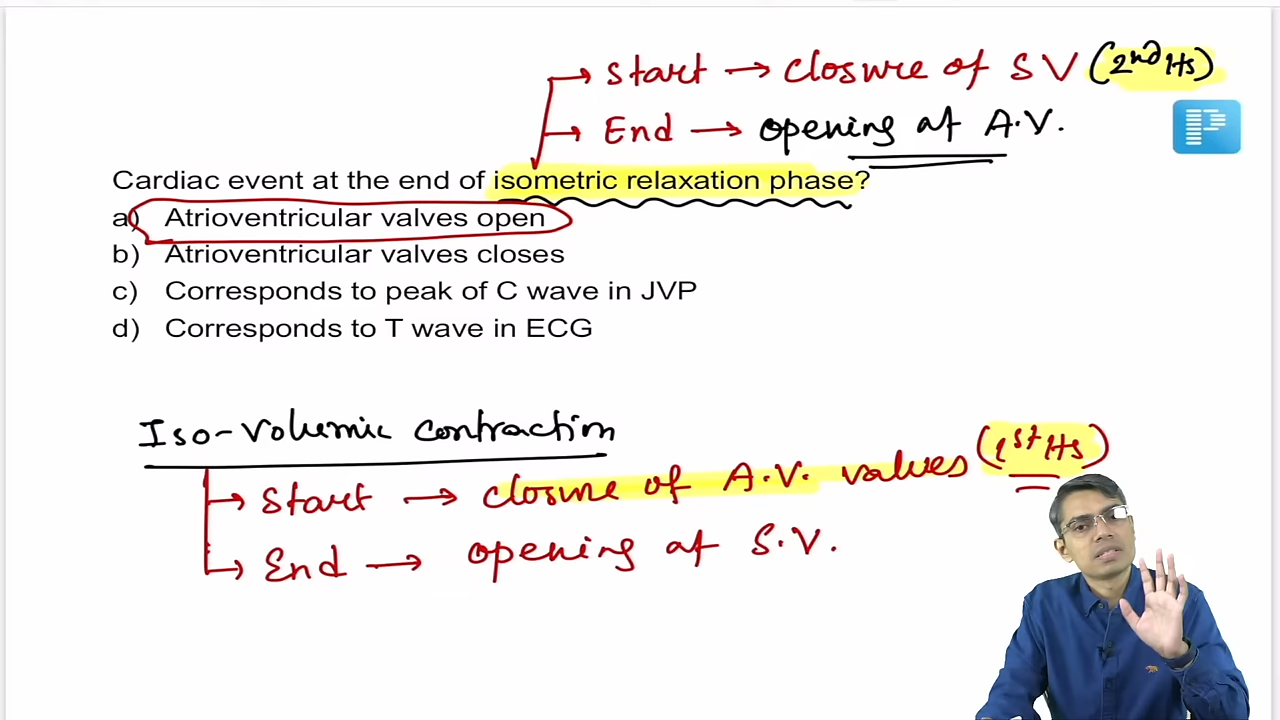 Start → closure of SV (2nd Hs)
End → opening of A.V.
Cardiac event at the end of isometric relaxation phase?
a) Atrioventricular valves open
b) Atrioventricular valves closes
c) Corresponds to peak of C wave in JVP
d) Corresponds to T wave in ECG
Iso-volumic contraction
Start → closure of A.V. valves (1st Hs)
End → opening of S.V.